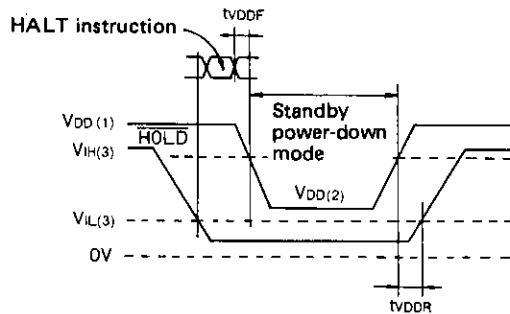 tVDDF
HALT instruction
VDD(1)
HOLD
Standby
power-down
mode
VIH(3)
VDD(2)
VIL(3)
0V
tVDDR